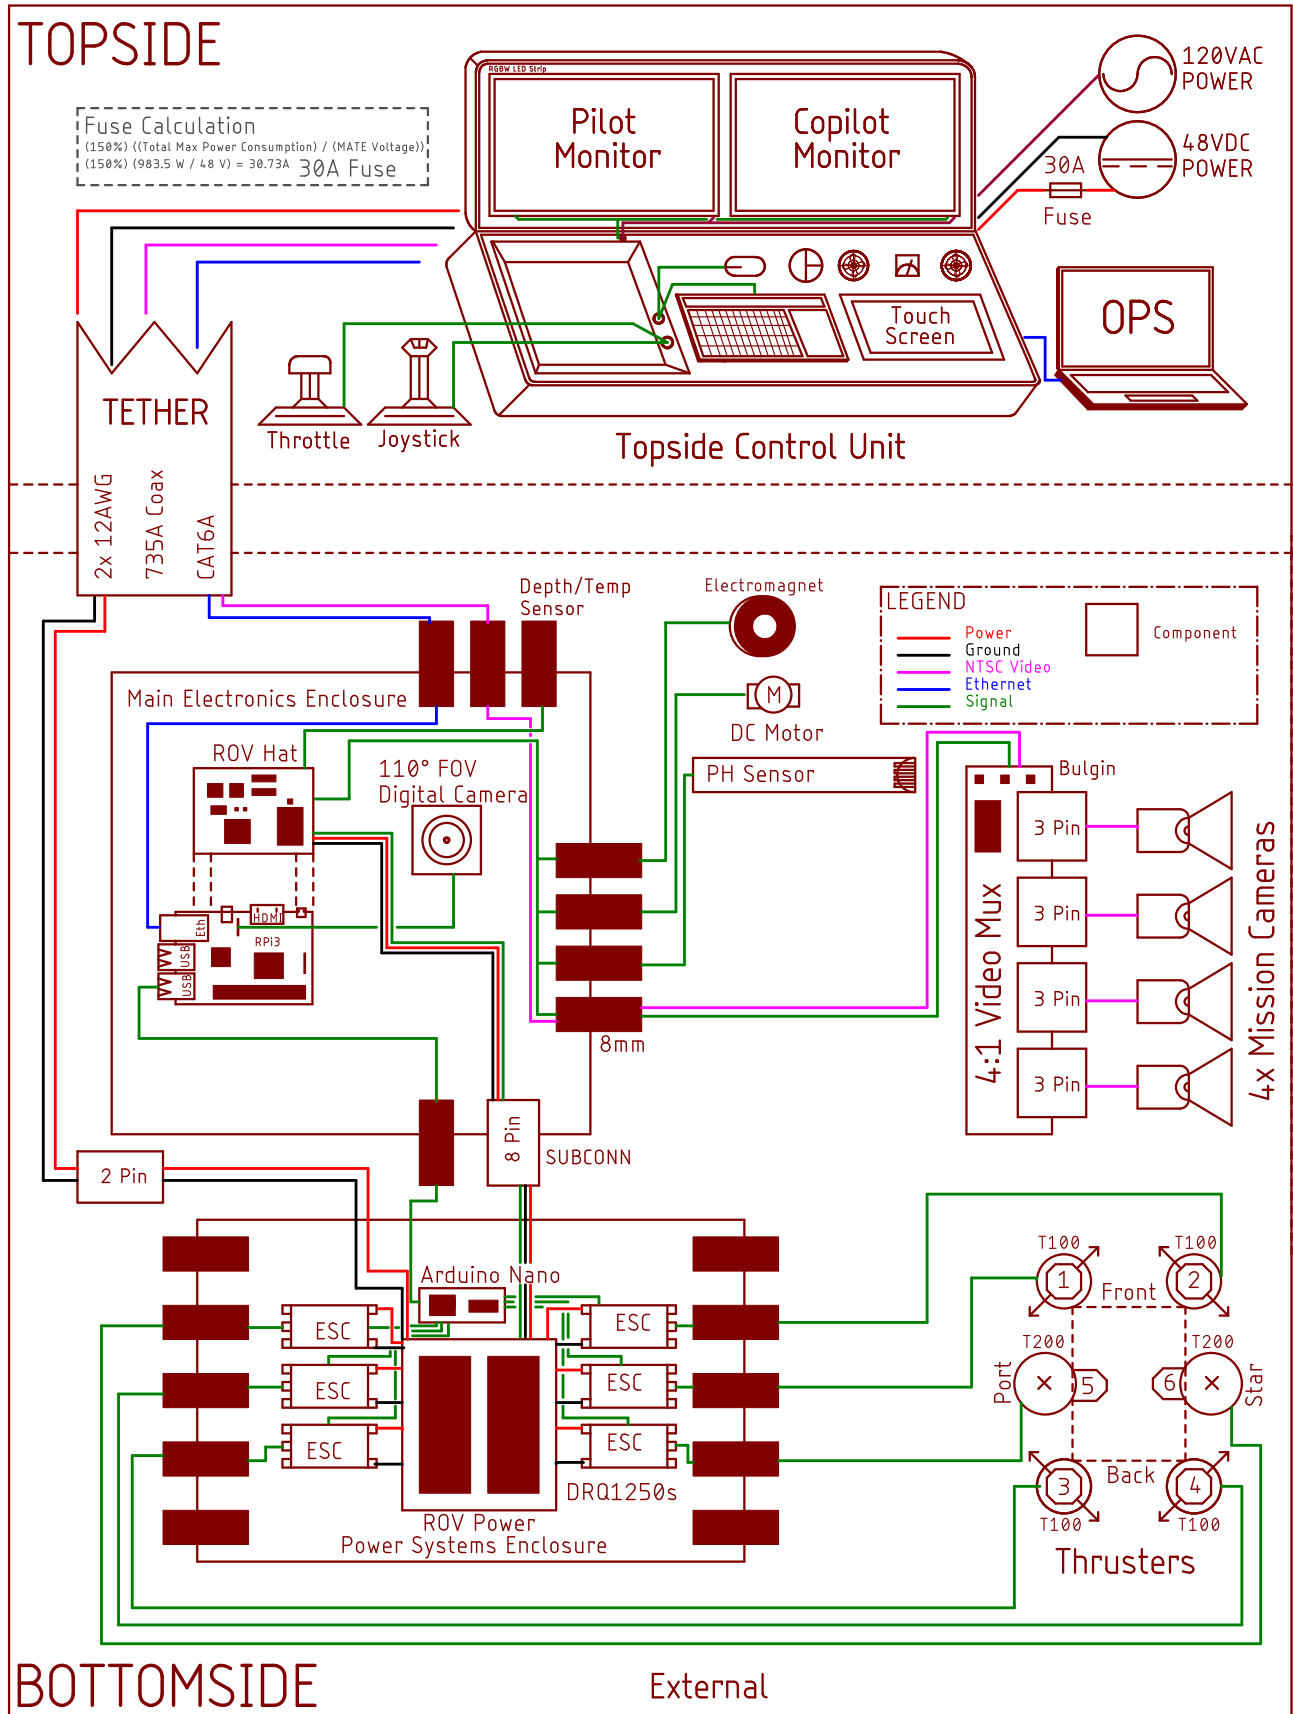 TOPSIDE
RGBW LED Strip
Pilot
Monitor
Copilot
Monitor
120VAC
POWER
48VDC
POWER
30A
Fuse
Fuse Calculation
(150%) ((Total Max Power Consumption) / (MATE Voltage))
(150%) (983.5 W / 48 V) = 30.73A 30A Fuse
Touch
Screen
OPS
TETHER
Throttle
Joystick
Topside Control Unit
2x 12AWG
735A Coax
CAT6A
Depth/Temp
Sensor
Electromagnet
LEGEND
Power
Ground
NTSC Video
Ethernet
Signal
Component
Main Electronics Enclosure
M
DC Motor
ROV Hat
110° FOV
Digital Camera
PH Sensor
Bulgin
3 Pin
3 Pin
3 Pin
3 Pin
4:1 Video Mux
4x Mission Cameras
HDMI
Eth
RPi3
USB
USB
8mm
8 Pin
SUBCONN
2 Pin
Arduino Nano
ESC
ESC
ESC
ESC
ESC
ESC
DRQ1250s
ROV Power
Power Systems Enclosure
T100
T100
1
2
Front
T200
T200
Port
5
6
Star
Back
3
4
T100
T100
Thrusters
BOTTOMSIDE
External